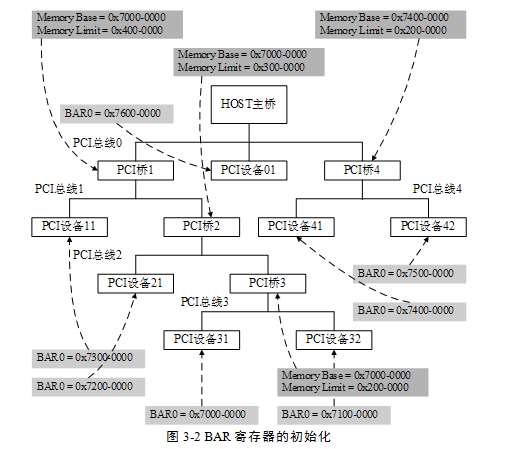 Memory Base = 0x7000-0000
Memory Limit = 0x400-0000
Memory Base = 0x7400-0000
Memory Limit = 0x200-0000
Memory Base = 0x7000-0000
Memory Limit = 0x300-0000
HOST主桥
BAR0 = 0x7600-0000
PCI总线0
PCI桥1
PCI设备01
PCI桥4
PCI总线1
PCI总线4
PCI设备11
PCI桥2
PCI设备41
PCI设备42
PCI总线2
BAR0 = 0x7500-0000
PCI设备21
PCI桥3
PCI总线3
BAR0 = 0x7400-0000
PCI设备31
PCI设备32
BAR0 = 0x7300-0000
BAR0 = 0x7200-0000
Memory Base = 0x7000-0000
Memory Limit = 0x200-0000
BAR0 = 0x7000-0000
BAR0 = 0x7100-0000
图 3-2 BAR 寄存器的初始化